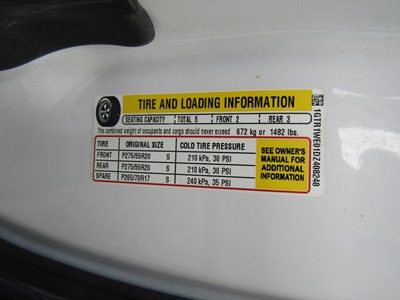 TIRE AND LOADING INFORMATION
SEATING CAPACITY TOTAL 5 FRONT 2 REAR 3
The combined weight of occupants and cargo should never exceed 672 kg or 1482 lbs.
TIRE ORIGINAL SIZE COLD TIRE PRESSURE
FRONT P275/55R20 S 210 kPa, 30 PSI
REAR P275/55R20 S 210 kPa, 30 PSI
SPARE P265/70R17 S 240 kPa, 35 PSI
SEE OWNER'S
MANUAL FOR
ADDITIONAL
INFORMATION
1GTR1WE01DZ408248